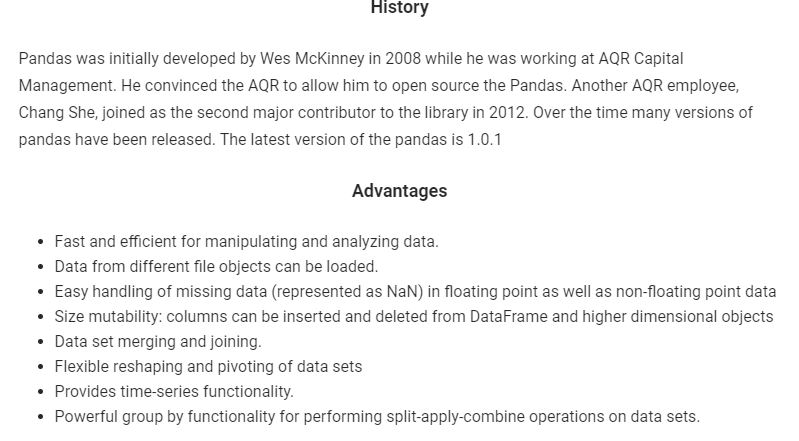 History
Pandas was initially developed by Wes McKinney in 2008 while he was working at AQR Capital
Management. He convinced the AQR to allow him to open source the Pandas. Another AQR employee,
Chang She, joined as the second major contributor to the library in 2012. Over the time many versions of
pandas have been released. The latest version of the pandas is 1.0.1
Advantages
• Fast and efficient for manipulating and analyzing data.
• Data from different file objects can be loaded.
• Easy handling of missing data (represented as NaN) in floating point as well as non-floating point data
• Size mutability: columns can be inserted and deleted from DataFrame and higher dimensional objects
• Data set merging and joining.
• Flexible reshaping and pivoting of data sets
• Provides time-series functionality.
• Powerful group by functionality for performing split-apply-combine operations on data sets.